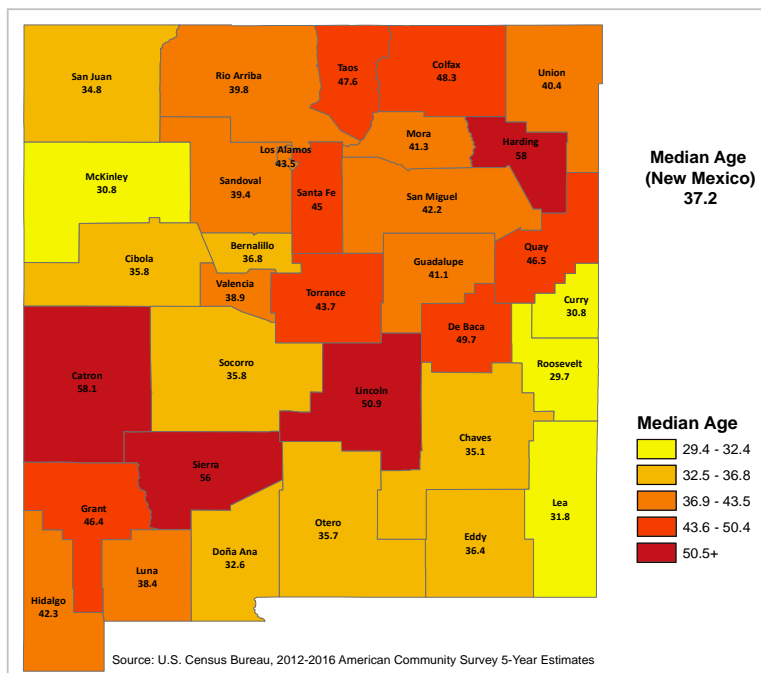 San Juan
34.8
Rio Arriba
39.8
Taos
47.6
Colfax
48.3
Union
40.4
Los Alamos
43.5
Mora
41.3
Harding
58
McKinley
30.8
Sandoval
39.4
Santa Fe
45
San Miguel
42.2
Median Age
(New Mexico)
37.2
Cibola
35.8
Bernalillo
36.8
Valencia
38.9
Torrance
43.7
Guadalupe
41.1
Quay
46.5
Curry
30.8
De Baca
49.7
Roosevelt
29.7
Catron
58.1
Socorro
35.8
Lincoln
50.9
Chaves
35.1
Sierra
56
Grant
46.4
Otero
35.7
Eddy
36.4
Lea
31.8
Doña Ana
32.6
Luna
38.4
Hidalgo
42.3
Median Age
29.4 - 32.4
32.5 - 36.8
36.9 - 43.5
43.6 - 50.4
50.5+
Source: U.S. Census Bureau, 2012-2016 American Community Survey 5-Year Estimates